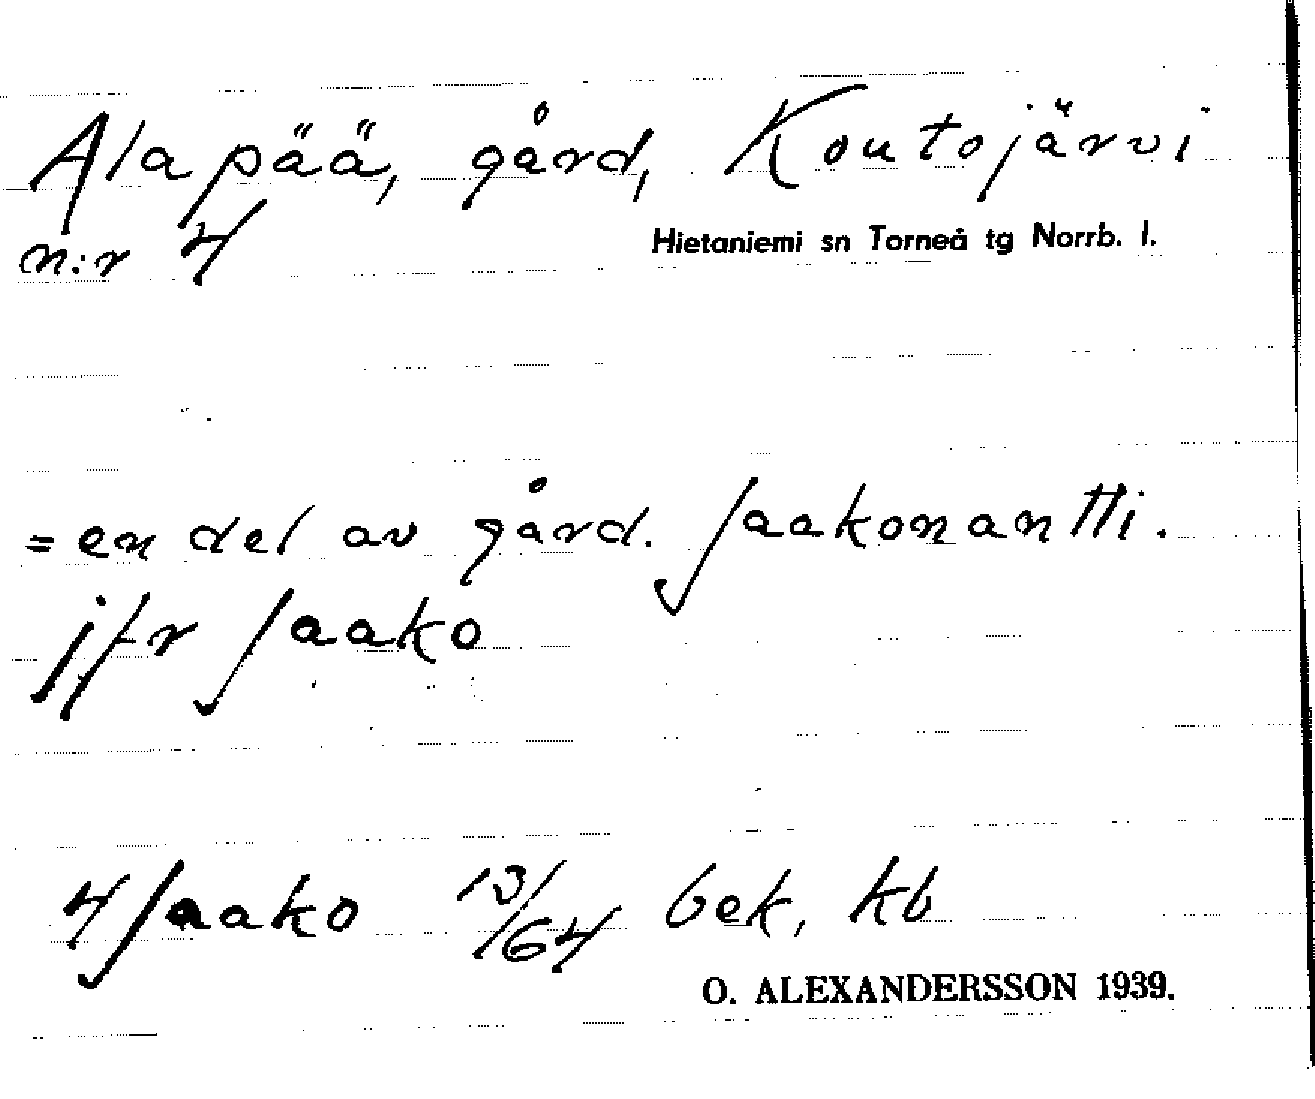 Alapää, gård, Koutojärvi
n:r 4
Hietaniemi sn Torneå tg Norrb. l.
= en del av gård. Jaakonantti.
jfr Jaako
4 Jaako 13/64 bek, kb
O. ALEXANDERSSON 1939.